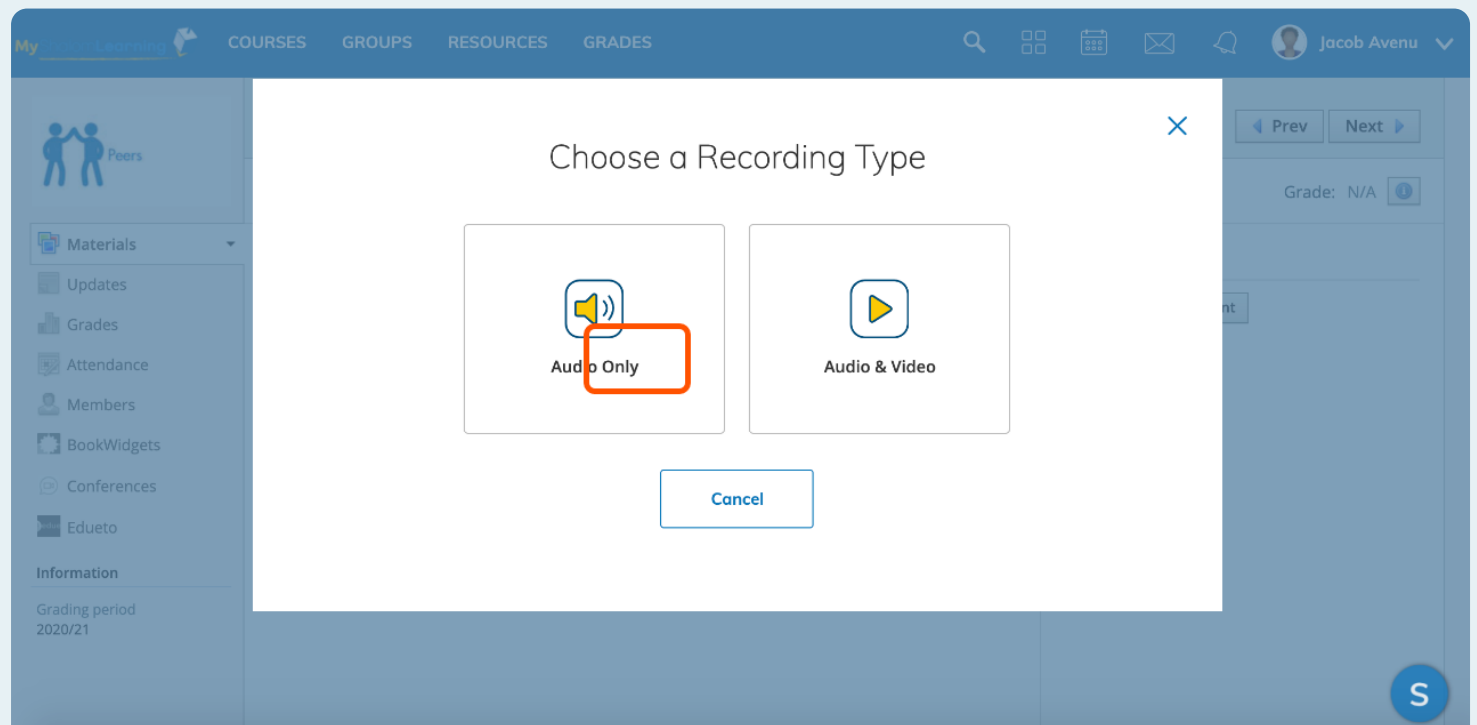 My Learning
COURSES GROUPS RESOURCES GRADES
Jacob Avenu
Peers
Choose a Recording Type
Prev Next
Grade: N/A
Materials
Updates
Grades
Attendance
Members
BookWidgets
Conferences
Edueto
Information
Grading period
2020/21
Audio Only
Audio & Video
Cancel
nt
S